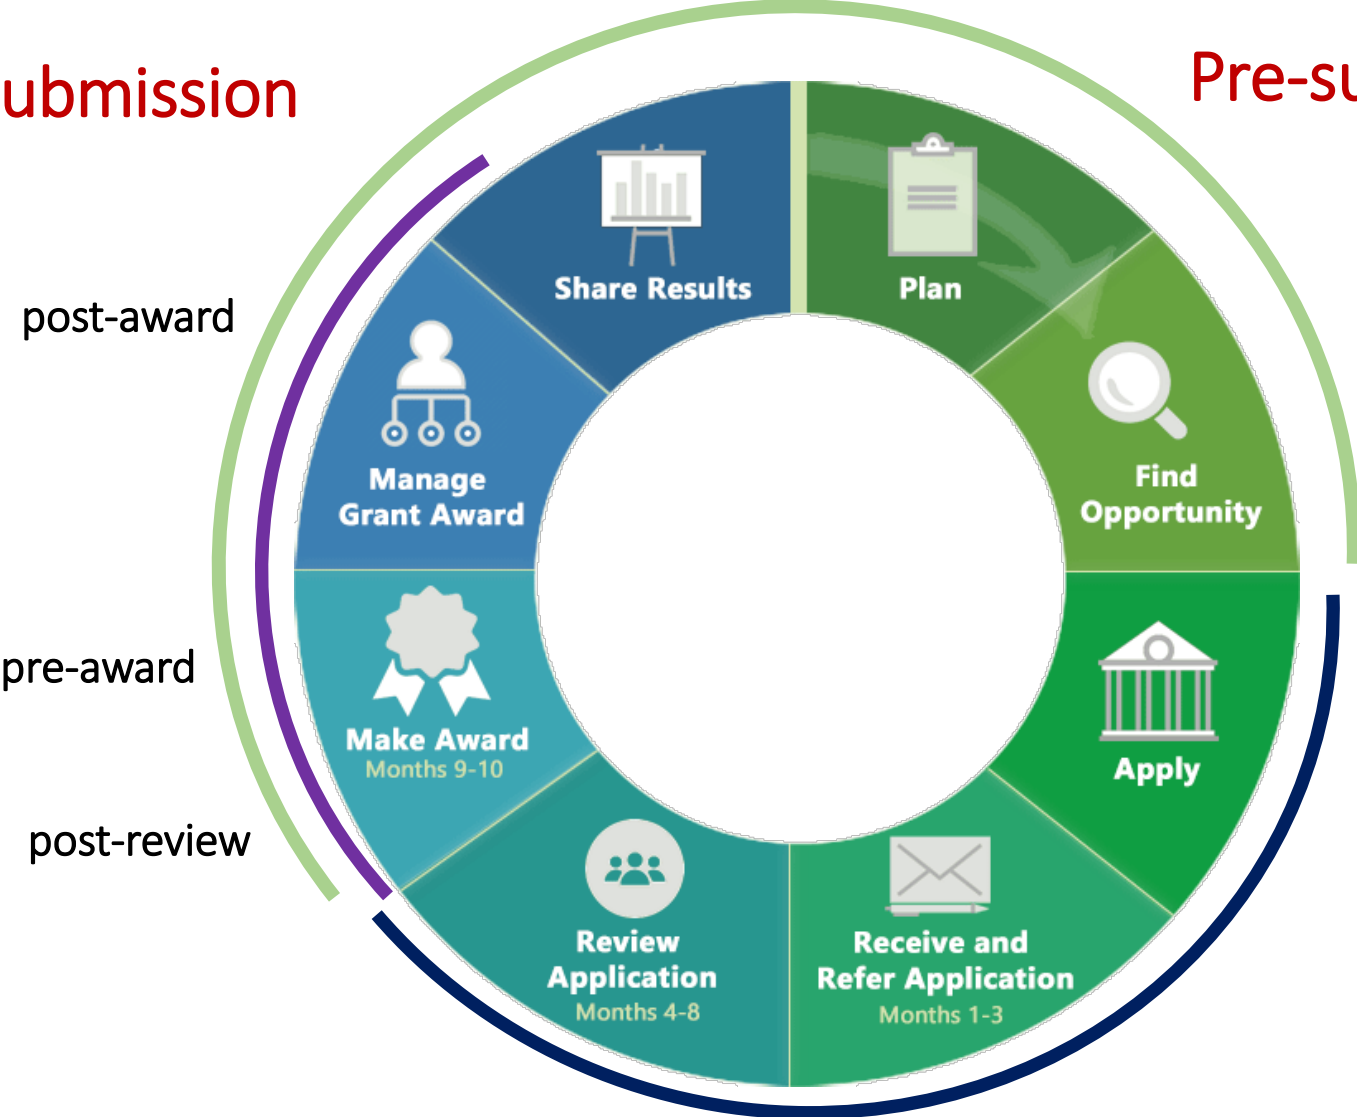 ubmission
Pre-su
Share Results
Plan
post-award
Find
Opportunity
Manage
Grant Award
pre-award
Make Award
Months 9-10
Apply
post-review
Review
Application
Months 4-8
Receive and
Refer Application
Months 1-3